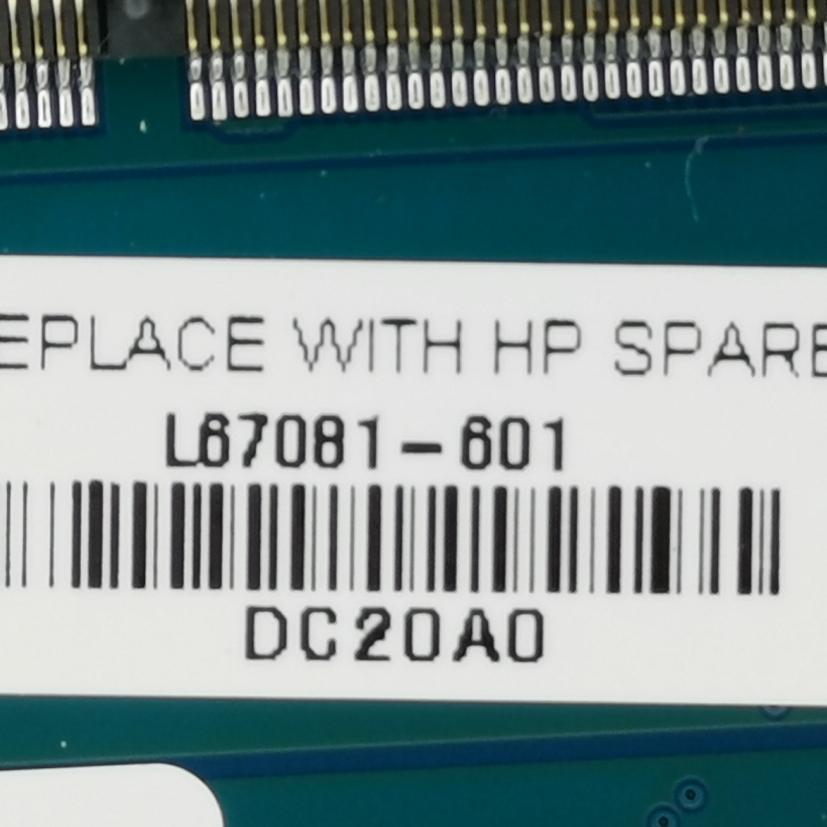 EPLACE WITH HP SPARE
L67081-601
DC20A0